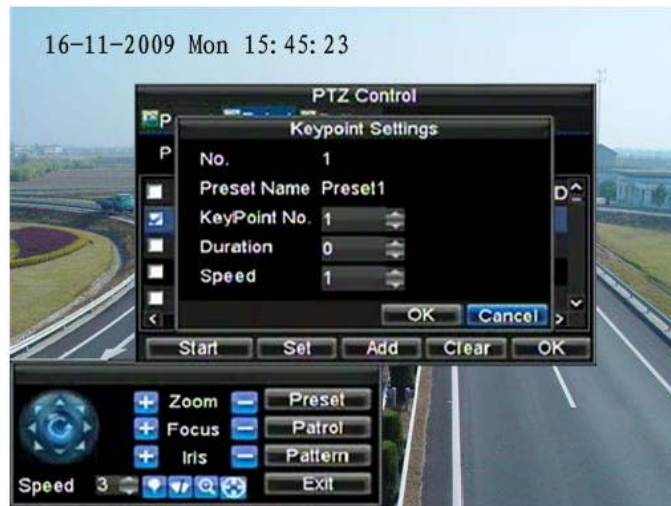 16-11-2009 Mon 15:45:23
PTZ Control
P
Keypoint Settings
P
No. 1
Preset Name Preset1
D
KeyPoint No. 1
Duration 0
Speed 1
OK Cancel
Start Set Add Clear OK
Zoom Preset
Focus Patrol
Iris Pattern
Speed 3 Exit